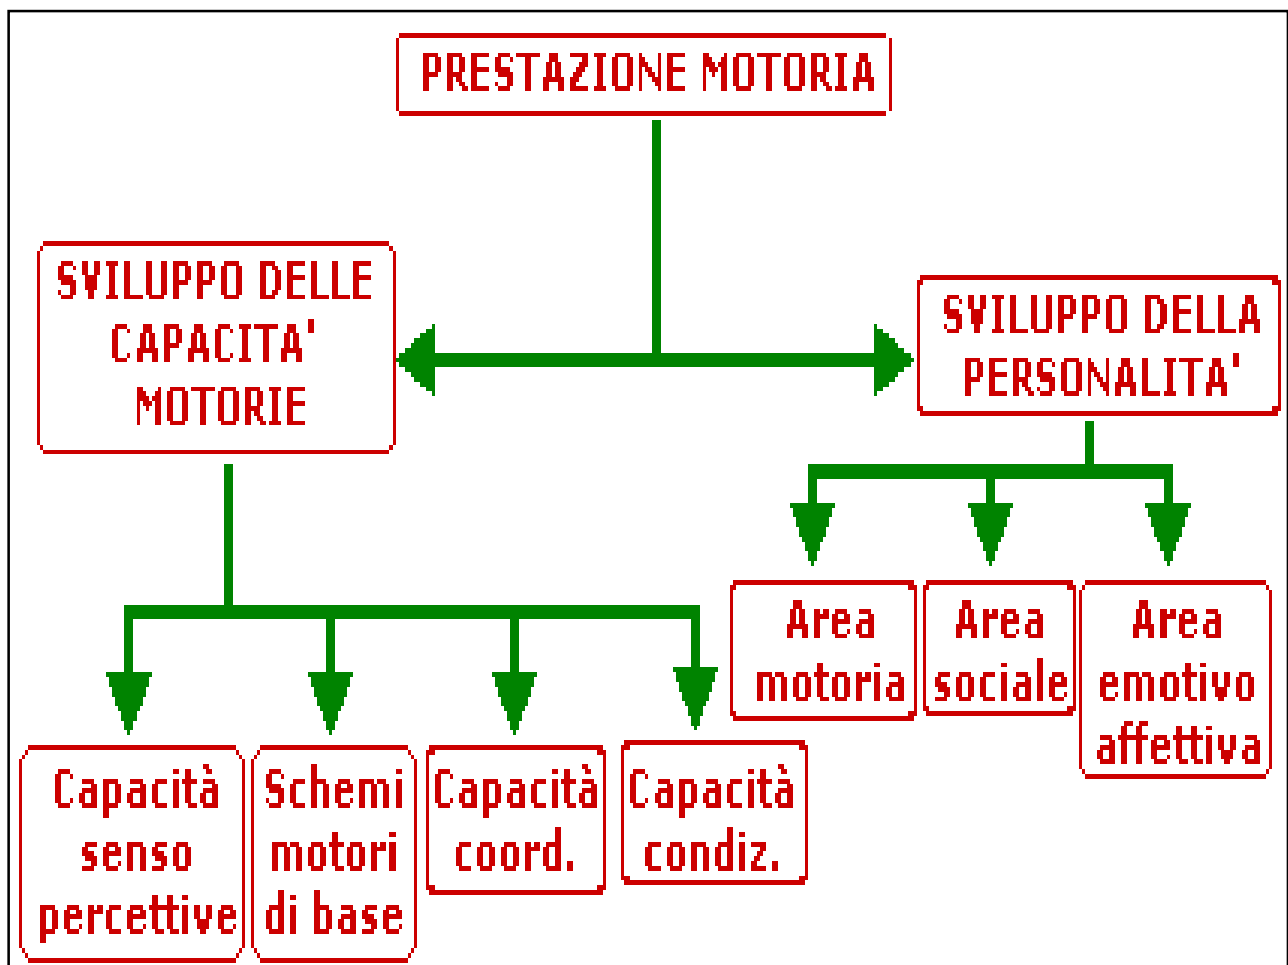 PRESTAZIONE MOTORIA
SVILUPPO DELLE
CAPACITA'
MOTORIE
SVILUPPO DELLA
PERSONALITA'
Area
motoria
Area
sociale
Area
emotivo
affettiva
Capacità
senso
percettive
Schemi
motori
di base
Capacità
coord.
Capacità
condiz.